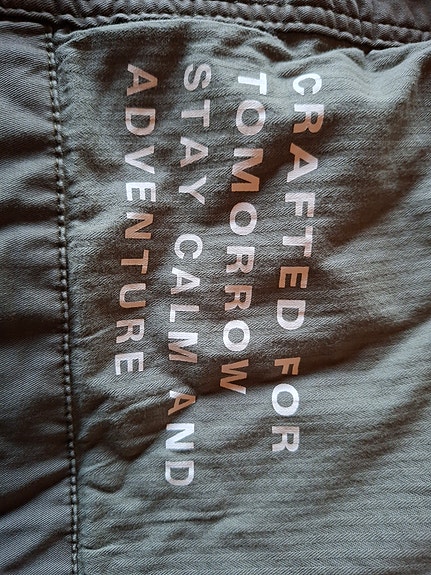 CRAFTED FOR
TOMORROW
STAY CALM AND
ADVENTURE